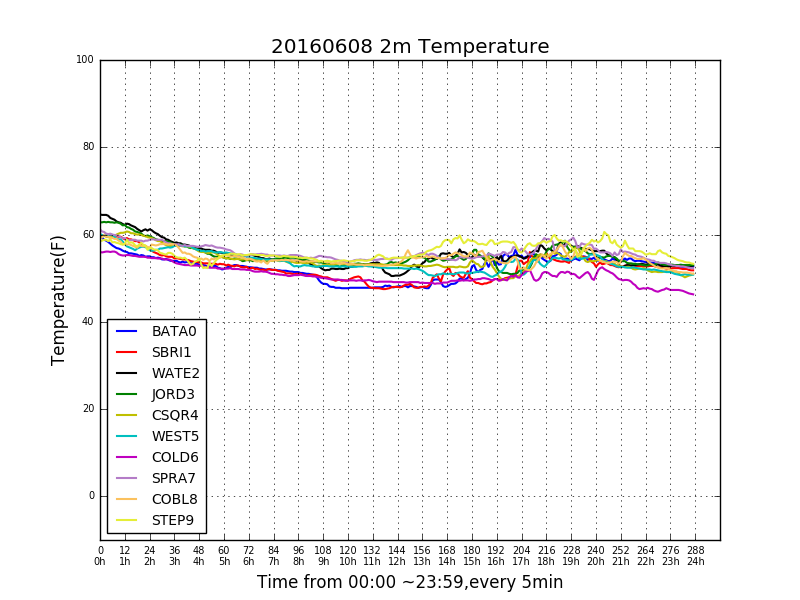 20160608 2m Temperature
Temperature(F)
100
80
60
40
20
0
BATA0
SBRI1
WATE2
JORD3
CSQR4
WEST5
COLD6
SPRA7
COBL8
STEP9
0 12 24 36 48 60 72 84 96 108 120 132 144 156 168 180 192 204 216 228 240 252 264 276 288
0h 1h 2h 3h 4h 5h 6h 7h 8h 9h 10h 11h 12h 13h 14h 15h 16h 17h 18h 19h 20h 21h 22h 23h 24h
Time from 00:00 ~23:59,every 5min